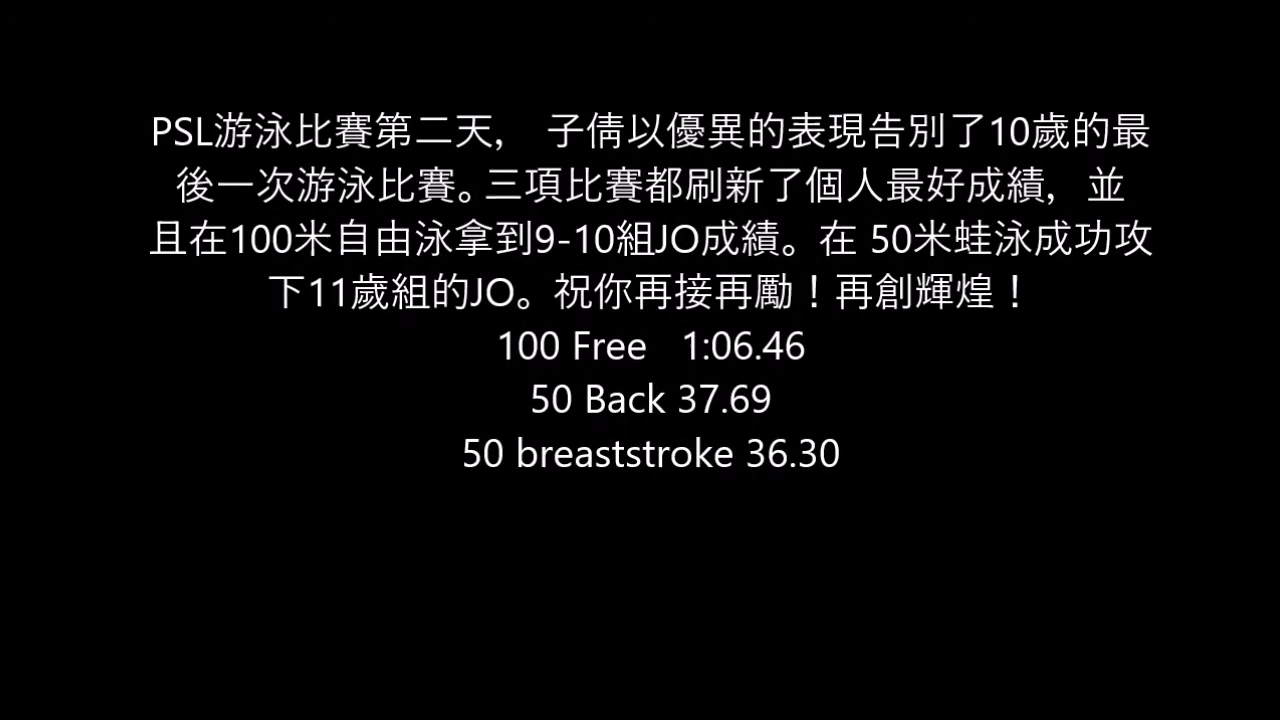 PSL游泳比賽第二天， 子倩以優異的表現告別了10歲的最
後一次游泳比賽。三項比賽都刷新了個人最好成績， 並
且在100米自由泳拿到9-10組JO成績。在 50米蛙泳成功攻
下11歲組的JO。祝你再接再勵！再創輝煌！
100 Free 1:06.46
50 Back 37.69
50 breaststroke 36.30